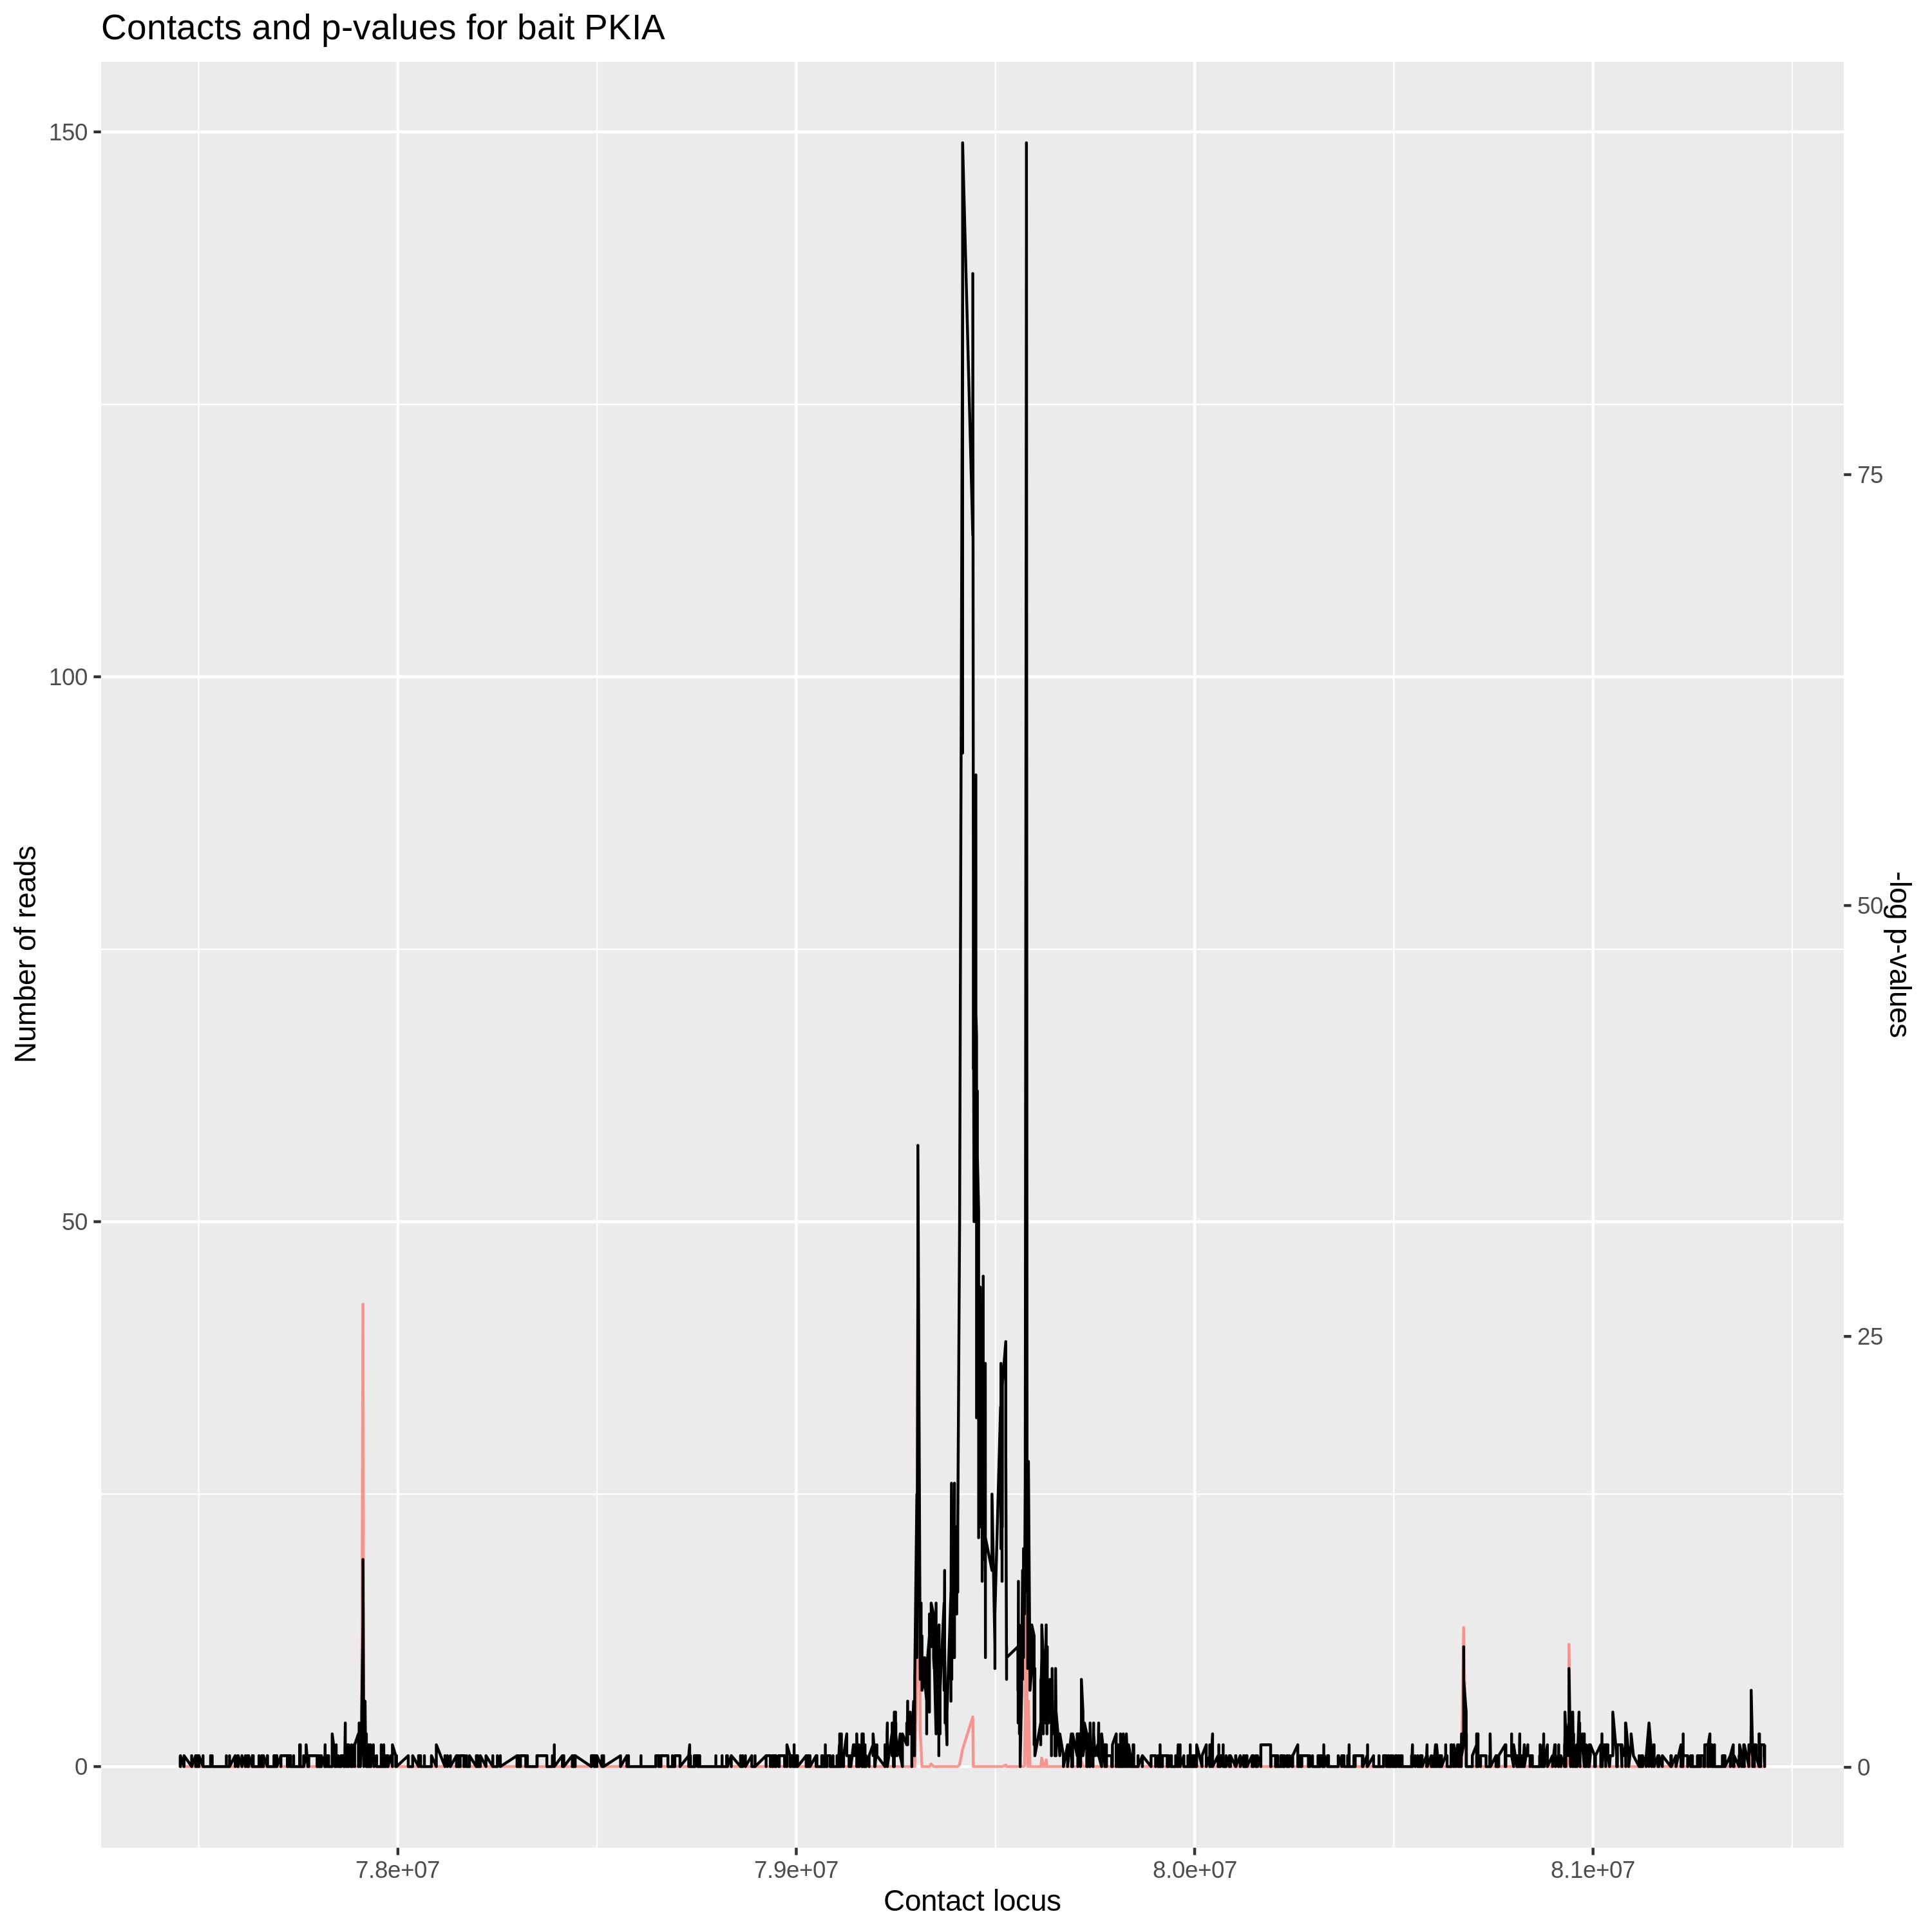 Contacts and p-values for bait PKIA
150
100
50
0
Number of reads
75
50
25
0
-log p-values
7.8e+07
7.9e+07
8.0e+07
8.1e+07
Contact locus